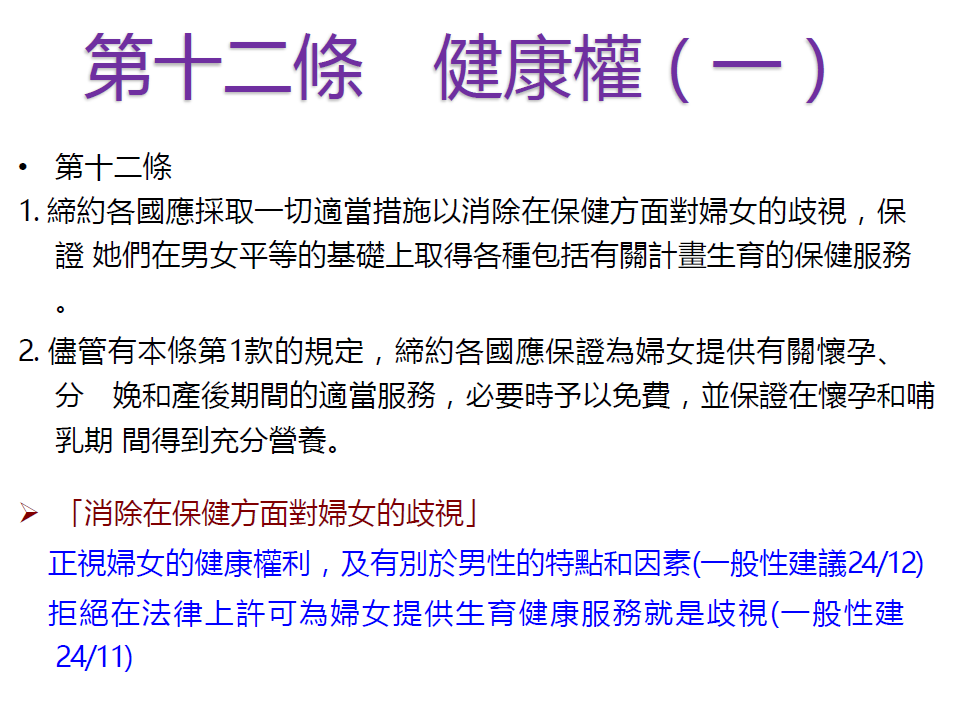 第十二條　健康權（一）
• 第十二條
1. 締約各國應採取一切適當措施以消除在保健方面對婦女的歧視，保
證 她們在男女平等的基礎上取得各種包括有關計畫生育的保健服務
。
2. 儘管有本條第1款的規定，締約各國應保證為婦女提供有關懷孕、
分　娩和產後期間的適當服務，必要時予以免費，並保證在懷孕和哺
乳期 間得到充分營養。
➢ 「消除在保健方面對婦女的歧視」
正視婦女的健康權利，及有別於男性的特點和因素(一般性建議24/12)
拒絕在法律上許可為婦女提供生育健康服務就是歧視(一般性建
24/11)